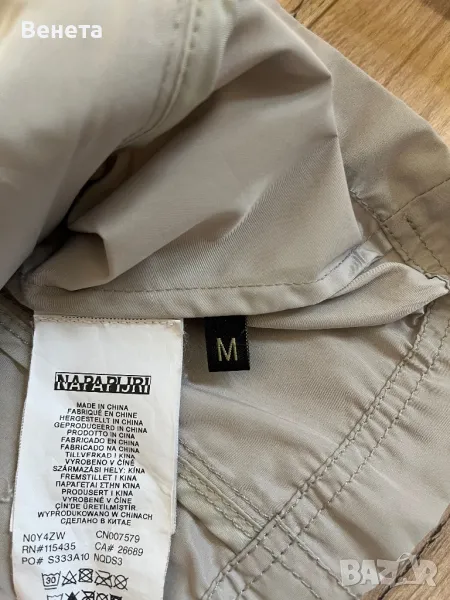 Венета
M
NAPAPIJRI
MADE IN CHINA
FABRIQUÉ EN CHINE
HERGESTELLT IN CHINA
GEPRODUCEERD IN CHINA
PRODOTTO IN CINA
FABRICADO EN CHINA
FABRICADO NA CHINA
TILLVERKAD I KINA
VYROBENO V ČÍNĚ
SZÁRMAZÁSI HELY: KÍNA
FREMSTILLET I KINA
ΠΑΡΑΓΕΤΑΙ ΣΤΗΝ ΚΙΝΑ
PRODUSERT I KINA
ÇİN'DE ÜRETİLMİŞTİR.
WYPRODUKOWANO W CHINACH
СДЕЛАНО В КИТАЕ
N0Y4ZW CN007579
RN#115435 CA# 26689
PO# S333A10 NQDS3
30
BAZAR